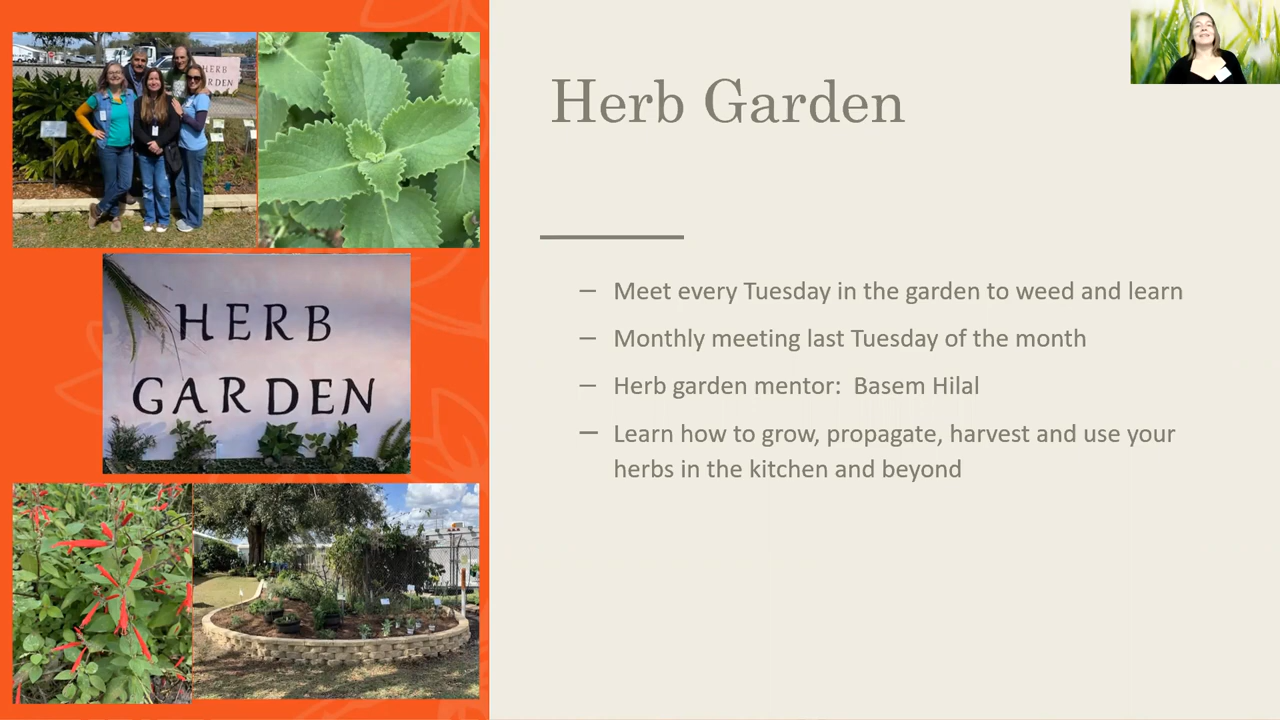 HERB
GARDEN
HERB
GARDEN
Herb Garden
— Meet every Tuesday in the garden to weed and learn
— Monthly meeting last Tuesday of the month
— Herb garden mentor:  Basem Hilal
— Learn how to grow, propagate, harvest and use your
herbs in the kitchen and beyond